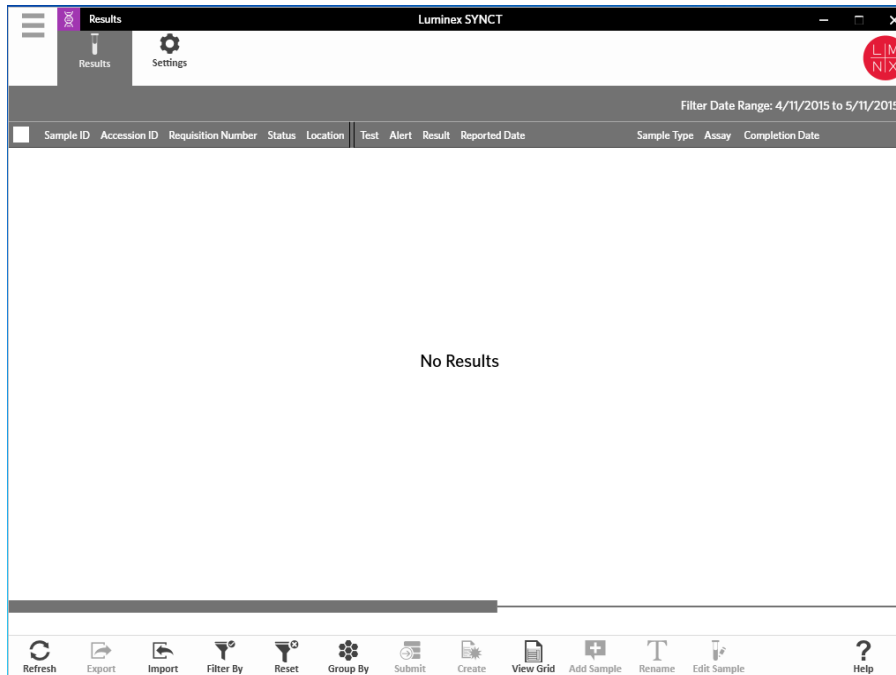 Results
Luminex SYNCT
Results
Settings
L M
N X
Filter Date Range: 4/11/2015 to 5/11/2015
Sample ID Accession ID Requisition Number Status Location Test Alert Result Reported Date Sample Type Assay Completion Date
No Results
Refresh Export Import Filter By Reset Group By Submit Create View Grid Add Sample Rename Edit Sample Help